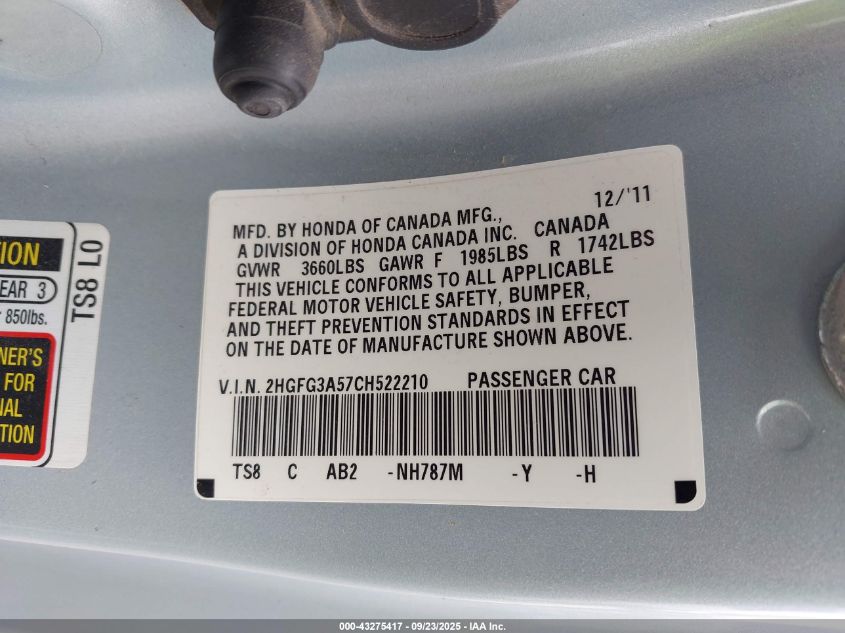 TION
EAR 3
850lbs.
NER'S
FOR
NAL
TION
TS8 L0
12/'11
MFD. BY HONDA OF CANADA MFG.,
A DIVISION OF HONDA CANADA INC. CANADA
GVWR 3660LBS GAWR F 1985LBS R 1742LBS
THIS VEHICLE CONFORMS TO ALL APPLICABLE
FEDERAL MOTOR VEHICLE SAFETY, BUMPER,
AND THEFT PREVENTION STANDARDS IN EFFECT
ON THE DATE OF MANUFACTURE SHOWN ABOVE.
V.I.N. 2HGFG3A57CH522210 PASSENGER CAR
TS8 C AB2 -NH787M -Y -H
000-43275417 - 09/23/2025 - IAA Inc.